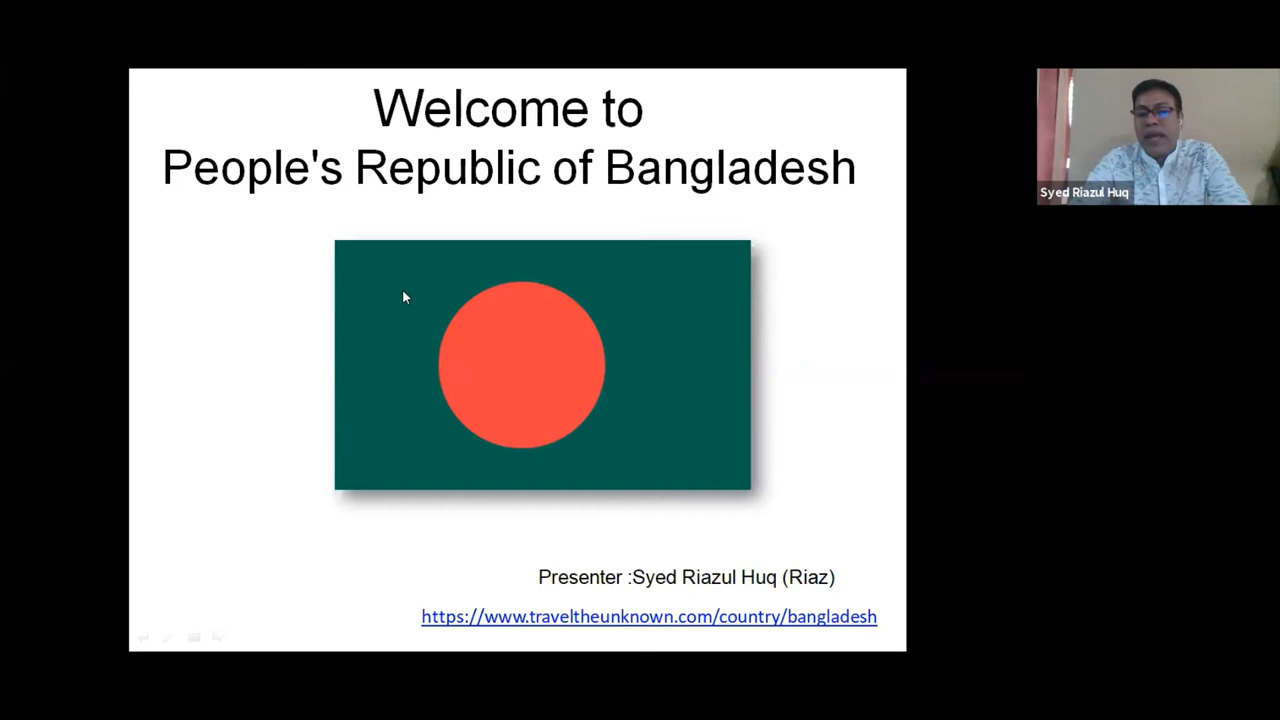 Welcome to
People's Republic of Bangladesh
Syed Riazul Huq
Presenter :Syed Riazul Huq (Riaz)
https://www.traveltheunknown.com/country/bangladesh